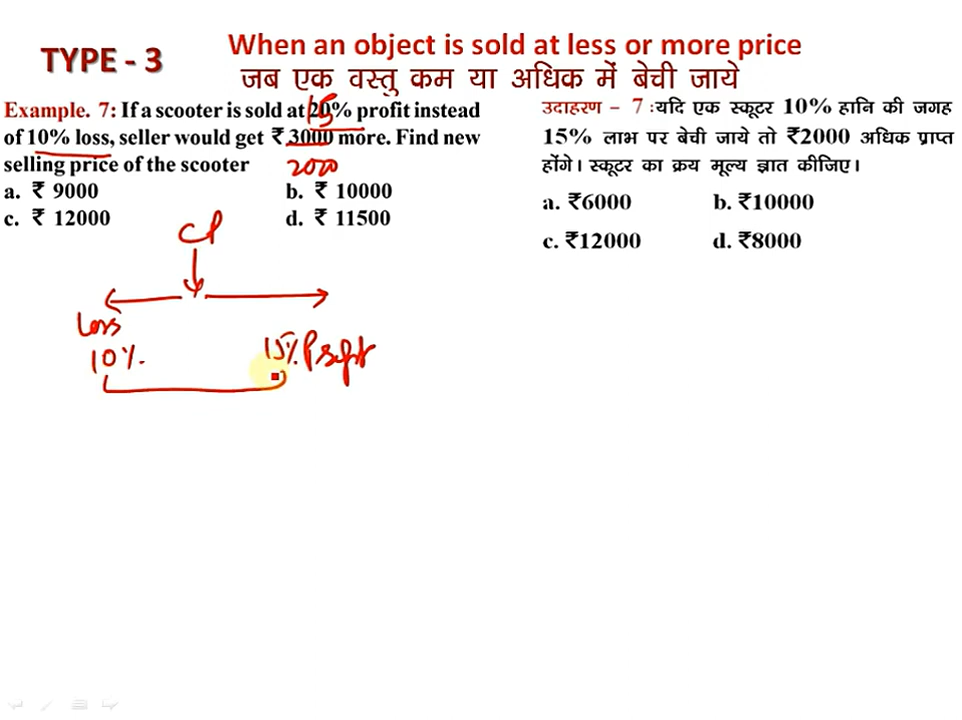 TYPE - 3
When an object is sold at less or more price
जब एक वस्तु कम या अधिक में बेची जाये
Example. 7: If a scooter is sold at 20% profit instead
15
of 10% loss, seller would get ₹ 3000 more. Find new
selling price of the scooter
2000
a. ₹ 9000 b. ₹ 10000
c. ₹ 12000 d. ₹ 11500
उदाहरण – 7 :यदि एक स्कूटर 10% हानि की जगह
15% लाभ पर बेची जाये तो ₹2000 अधिक प्राप्त
होंगे। स्कूटर का क्रय मूल्य ज्ञात कीजिए।
a. ₹6000 b. ₹10000
c. ₹12000 d. ₹8000
CP
Loss
10% 15% Profit